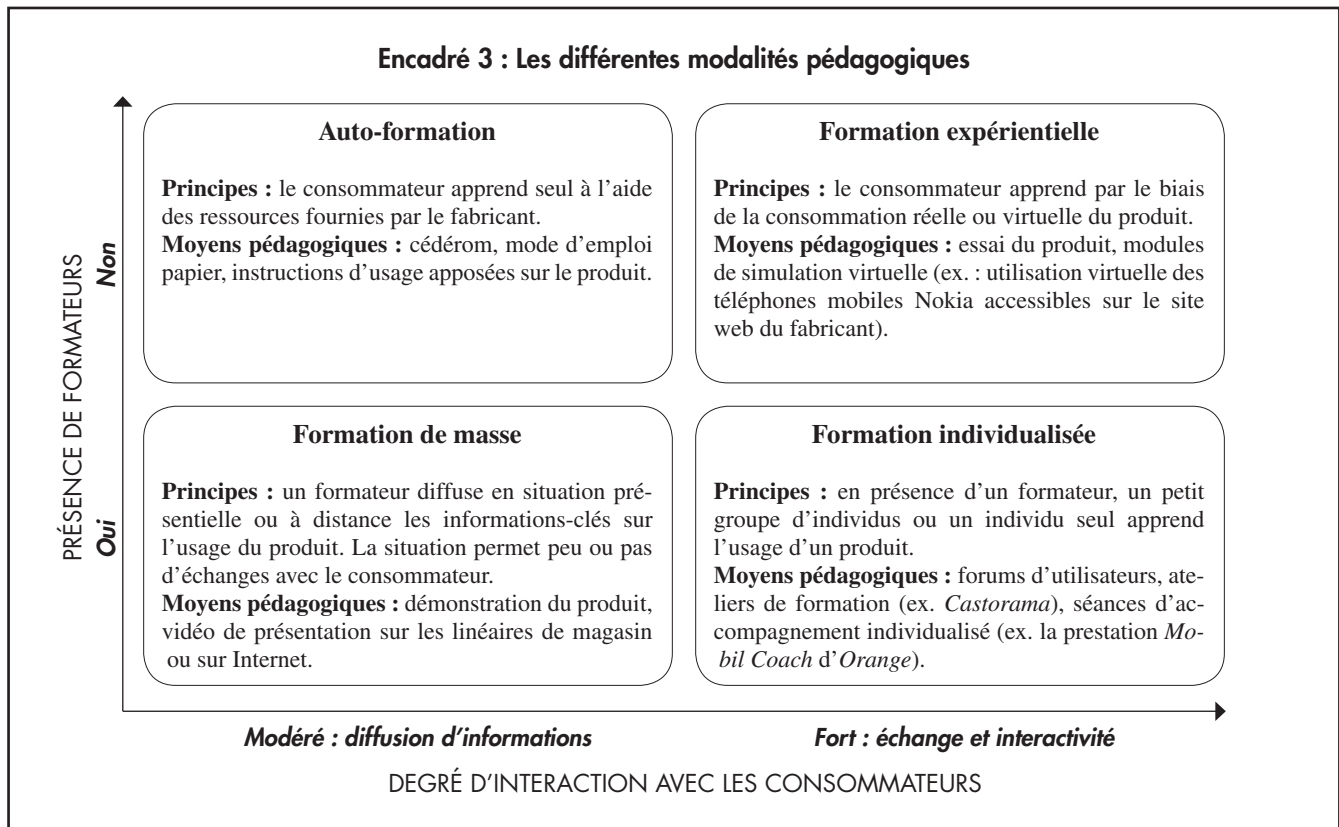 Encadré 3 : Les différentes modalités pédagogiques
PRÉSENCE DE FORMATEURS
Non
Oui
Auto-formation
Principes : le consommateur apprend seul à l'aide
des ressources fournies par le fabricant.
Moyens pédagogiques : cédérom, mode d'emploi
papier, instructions d'usage apposées sur le produit.
Formation expérientielle
Principes : le consommateur apprend par le biais
de la consommation réelle ou virtuelle du produit.
Moyens pédagogiques : essai du produit, modules
de simulation virtuelle (ex. : utilisation virtuelle des
téléphones mobiles Nokia accessibles sur le site
web du fabricant).
Formation de masse
Principes : un formateur diffuse en situation pré-
sentielle ou à distance les informations-clés sur
l'usage du produit. La situation permet peu ou pas
d'échanges avec le consommateur.
Moyens pédagogiques : démonstration du produit,
vidéo de présentation sur les linéaires de magasin
ou sur Internet.
Formation individualisée
Principes : en présence d'un formateur, un petit
groupe d'individus ou un individu seul apprend
l'usage d'un produit.
Moyens pédagogiques : forums d'utilisateurs, ate-
liers de formation (ex. Castorama), séances d'ac-
compagnement individualisé (ex. la prestation Mo-
bil Coach d'Orange).
Modéré : diffusion d'informations
Fort : échange et interactivité
DEGRÉ D'INTERACTION AVEC LES CONSOMMATEURS